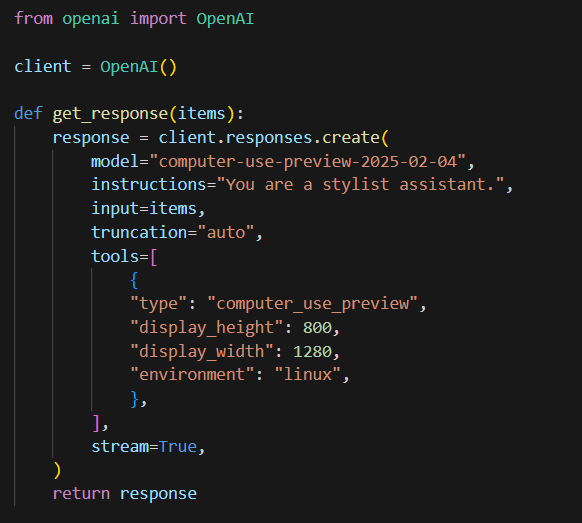 from openai import OpenAI
client = OpenAI()
def get_response(items):
response = client.responses.create(
model="computer-use-preview-2025-02-04",
instructions="You are a stylist assistant.",
input=items,
truncation="auto",
tools=[
{
"type": "computer_use_preview",
"display_height": 800,
"display_width": 1280,
"environment": "linux",
},
],
stream=True,
)
return response